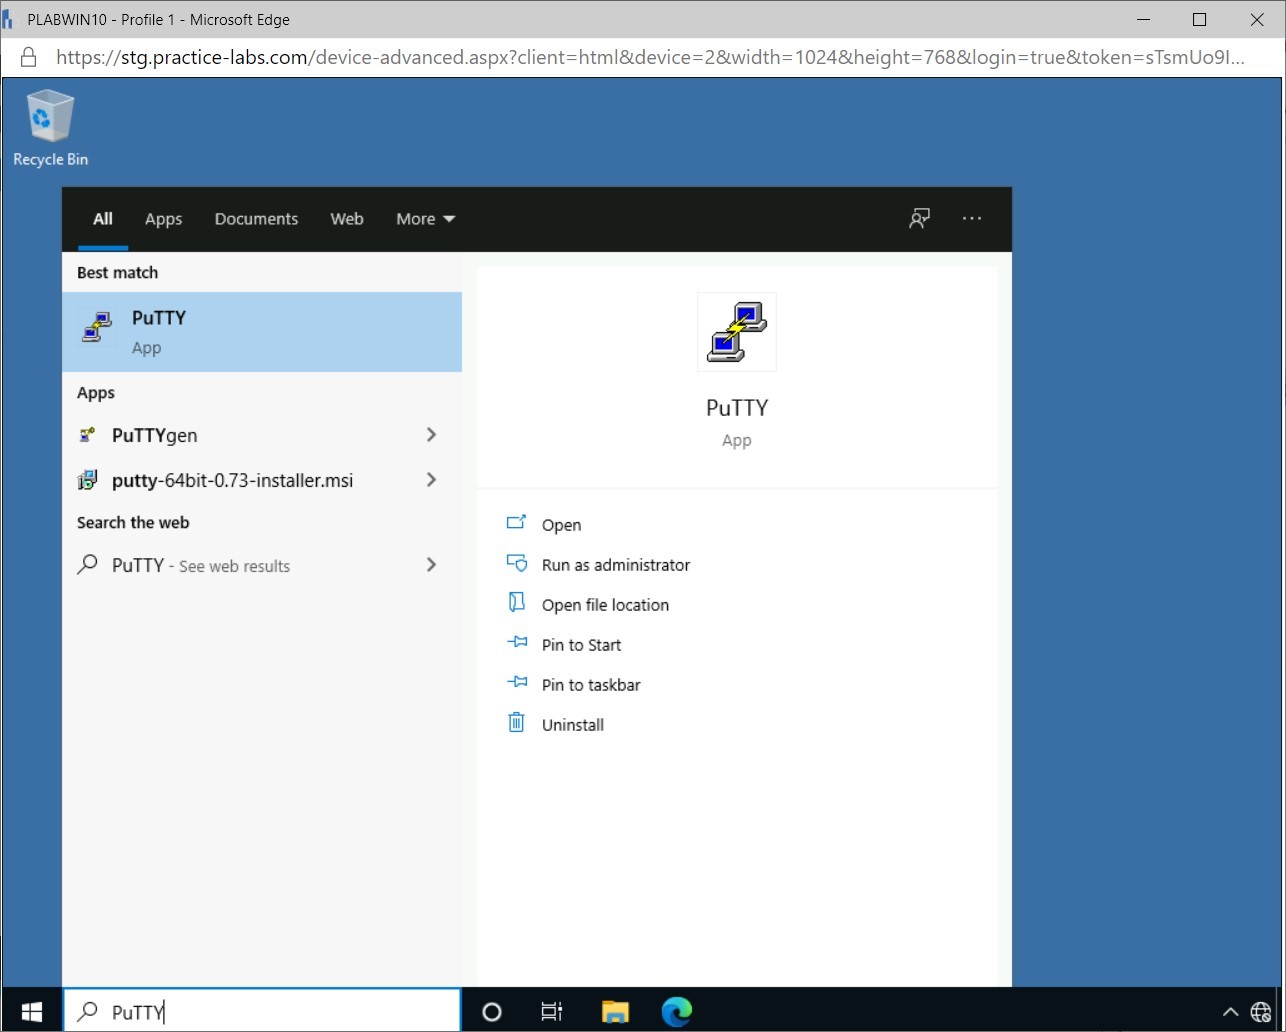 PLABWIN10 - Profile 1 - Microsoft Edge
https://stg.practice-labs.com/device-advanced.aspx?client=html&device=2&width=1024&height=768&login=true&token=sTsmUo9I...
Recycle Bin
All Apps Documents Web More ...
Best match
PuTTY
App
Apps
PuTTYgen
putty-64bit-0.73-installer.msi
Search the web
PuTTY - See web results
PuTTY
App
Open
Run as administrator
Open file location
Pin to Start
Pin to taskbar
Uninstall
PuTTY